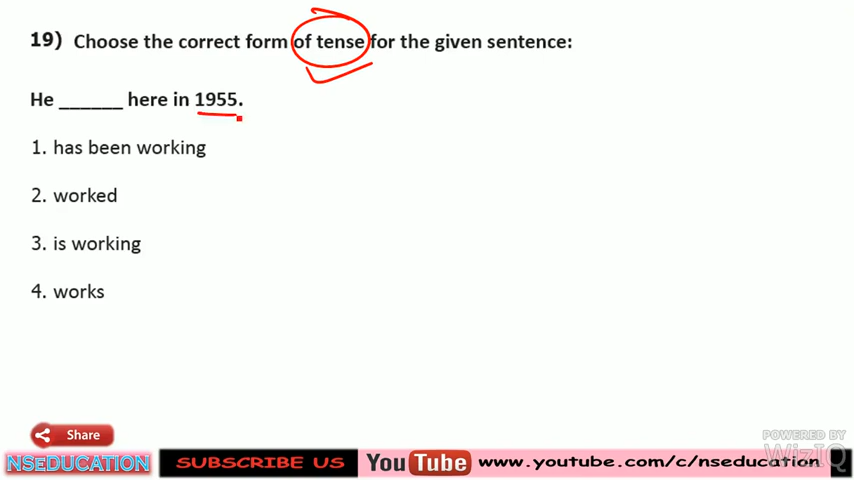 19) Choose the correct form of tense for the given sentence:
He ______ here in 1955.
1. has been working
2. worked
3. is working
4. works
Share
POWERED BY
WizIQ
NSEDUCATION SUBSCRIBE US YouTube www.youtube.com/c/nseducation